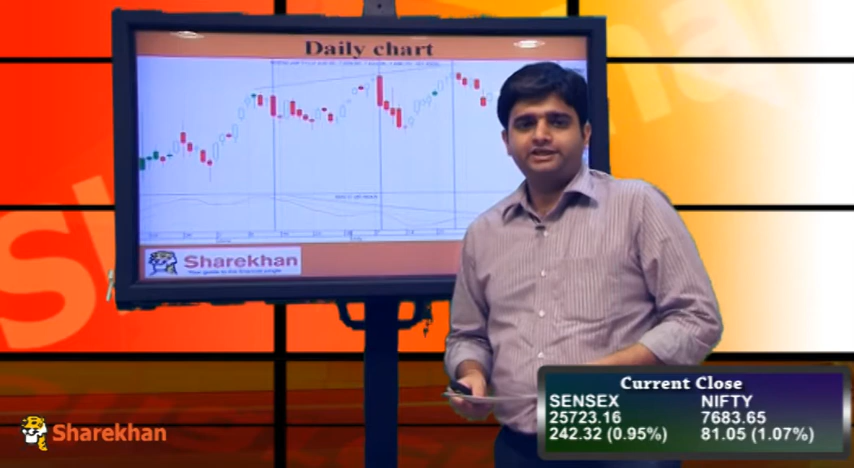 Daily chart
Sharekhan
Your guide to the financial jungle
Sharekhan
Current Close
SENSEX NIFTY
25723.16 7683.65
242.32 (0.95%) 81.05 (1.07%)